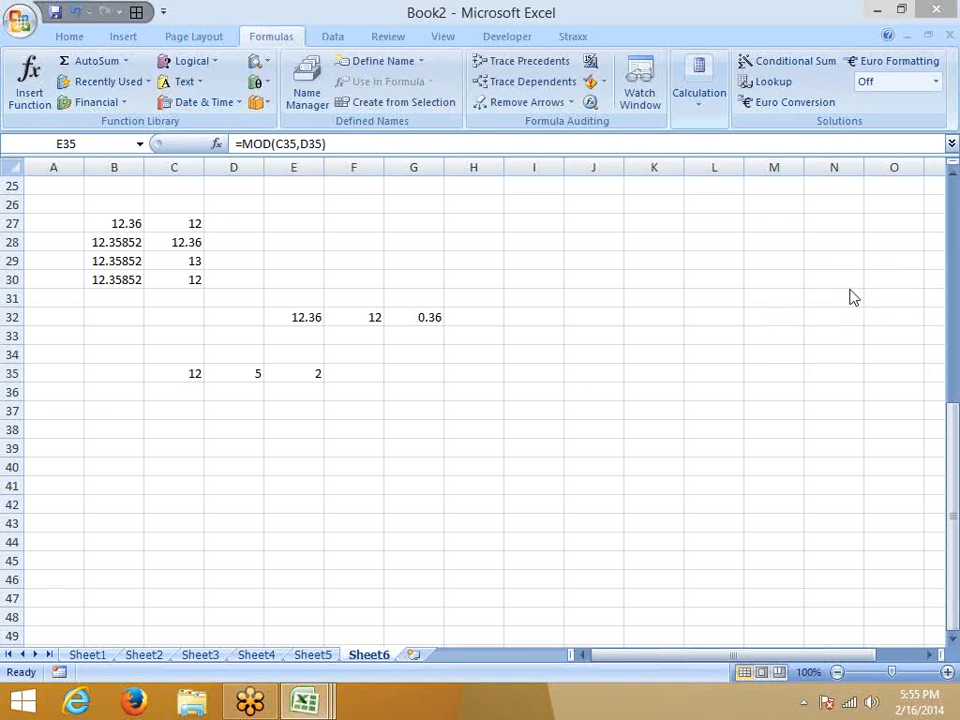 Book2 - Microsoft Excel
Home Insert Page Layout Formulas Data Review View Developer Straxx
fx Insert Function
Σ AutoSum
Recently Used
Financial
Logical
Text
Date & Time
Function Library
Name Manager
Define Name
Use in Formula
Create from Selection
Defined Names
Trace Precedents
Trace Dependents
Remove Arrows
Watch Window
Formula Auditing
Calculation
Conditional Sum
Lookup
Euro Conversion
€ Euro Formatting
Off
Solutions
E35 fx =MOD(C35,D35)
A B C D E F G H I J K L M N O
25
26
27 12.36 12
28 12.35852 12.36
29 12.35852 13
30 12.35852 12
31
32 12.36 12 0.36
33
34
35 12 5 2
36
37
38
39
40
41
42
43
44
45
46
47
48
49
Sheet1 Sheet2 Sheet3 Sheet4 Sheet5 Sheet6
Ready 100%
5:55 PM
2/16/2014